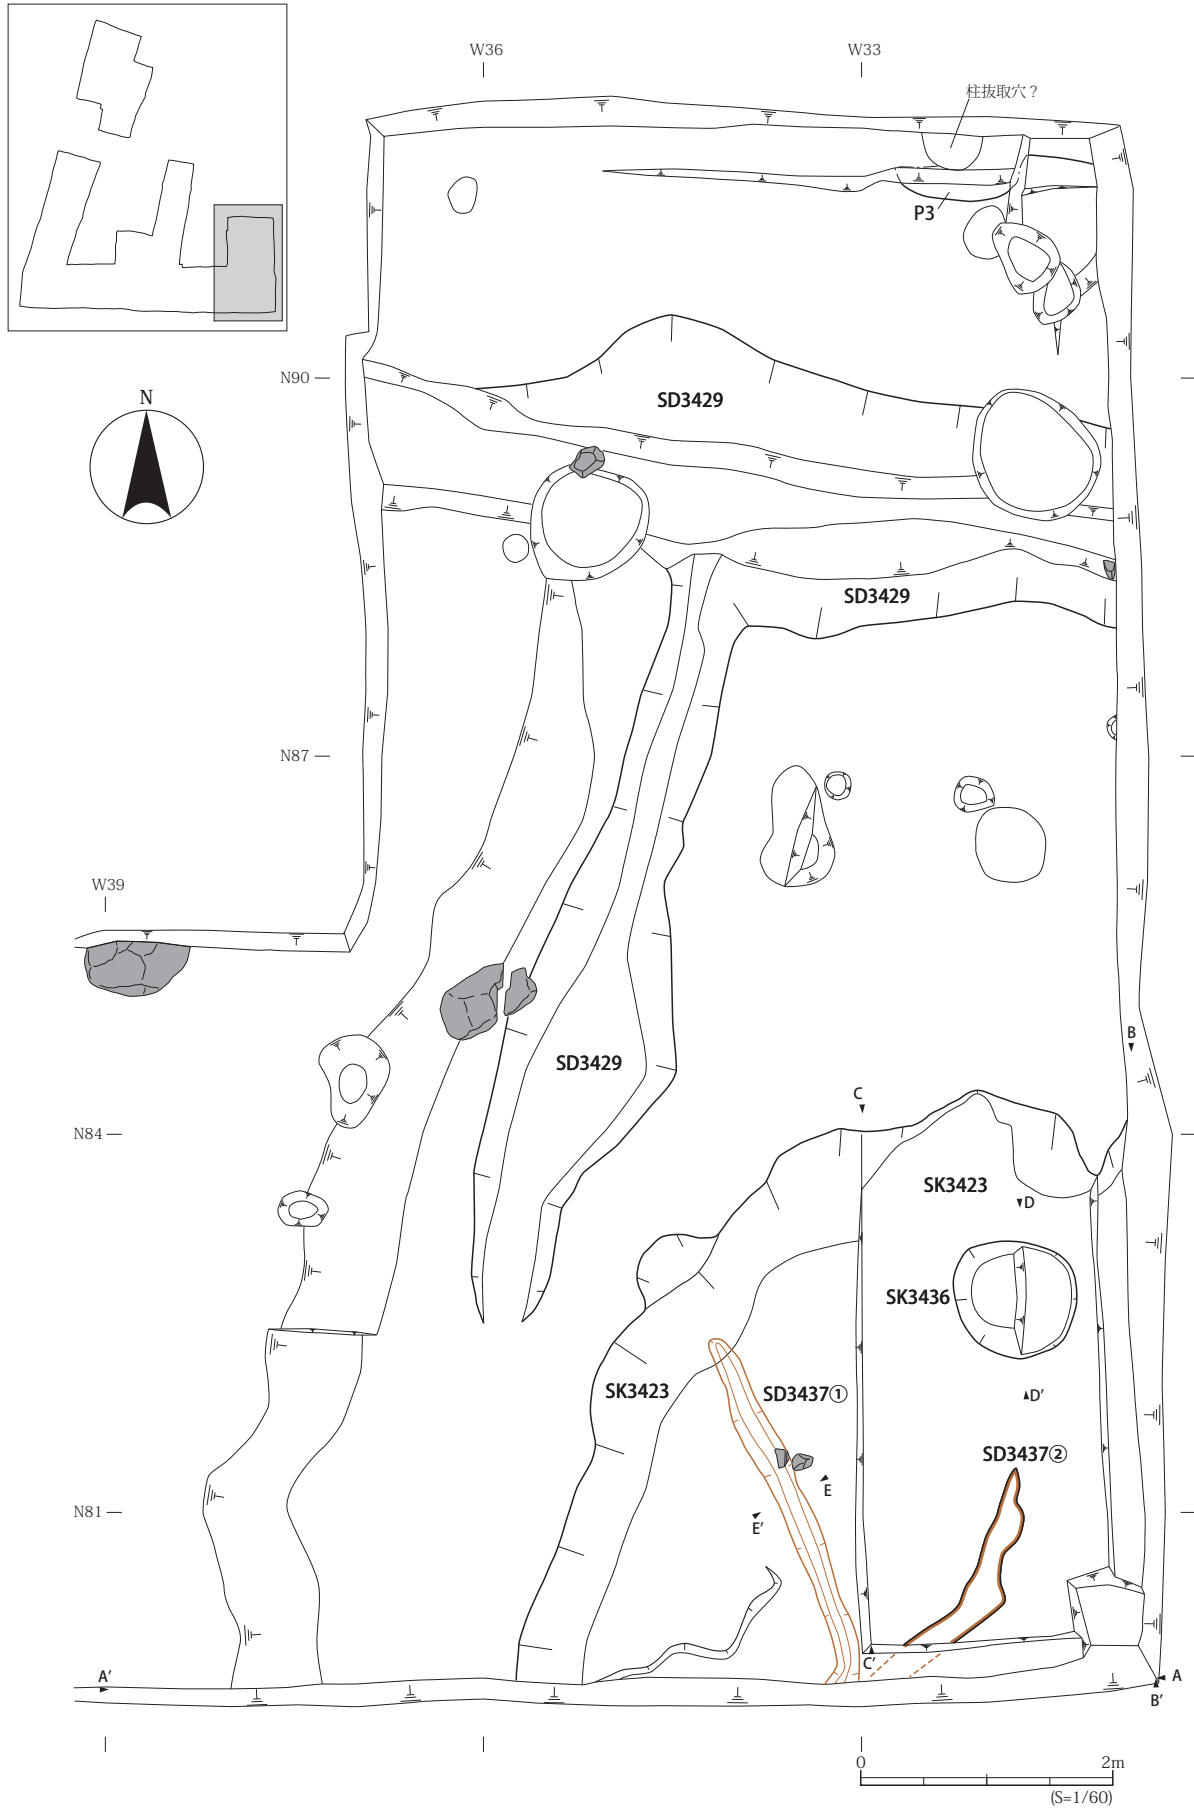 W36
W33
柱抜取穴？
P3
N
N90
SD3429
SD3429
N87
W39
B
SD3429
C
N84
SK3423
D
SK3436
SK3423
SD3437①
D′
SD3437②
E
N81
E′
C′
A′
A
B′
0
2m
(S=1/60)